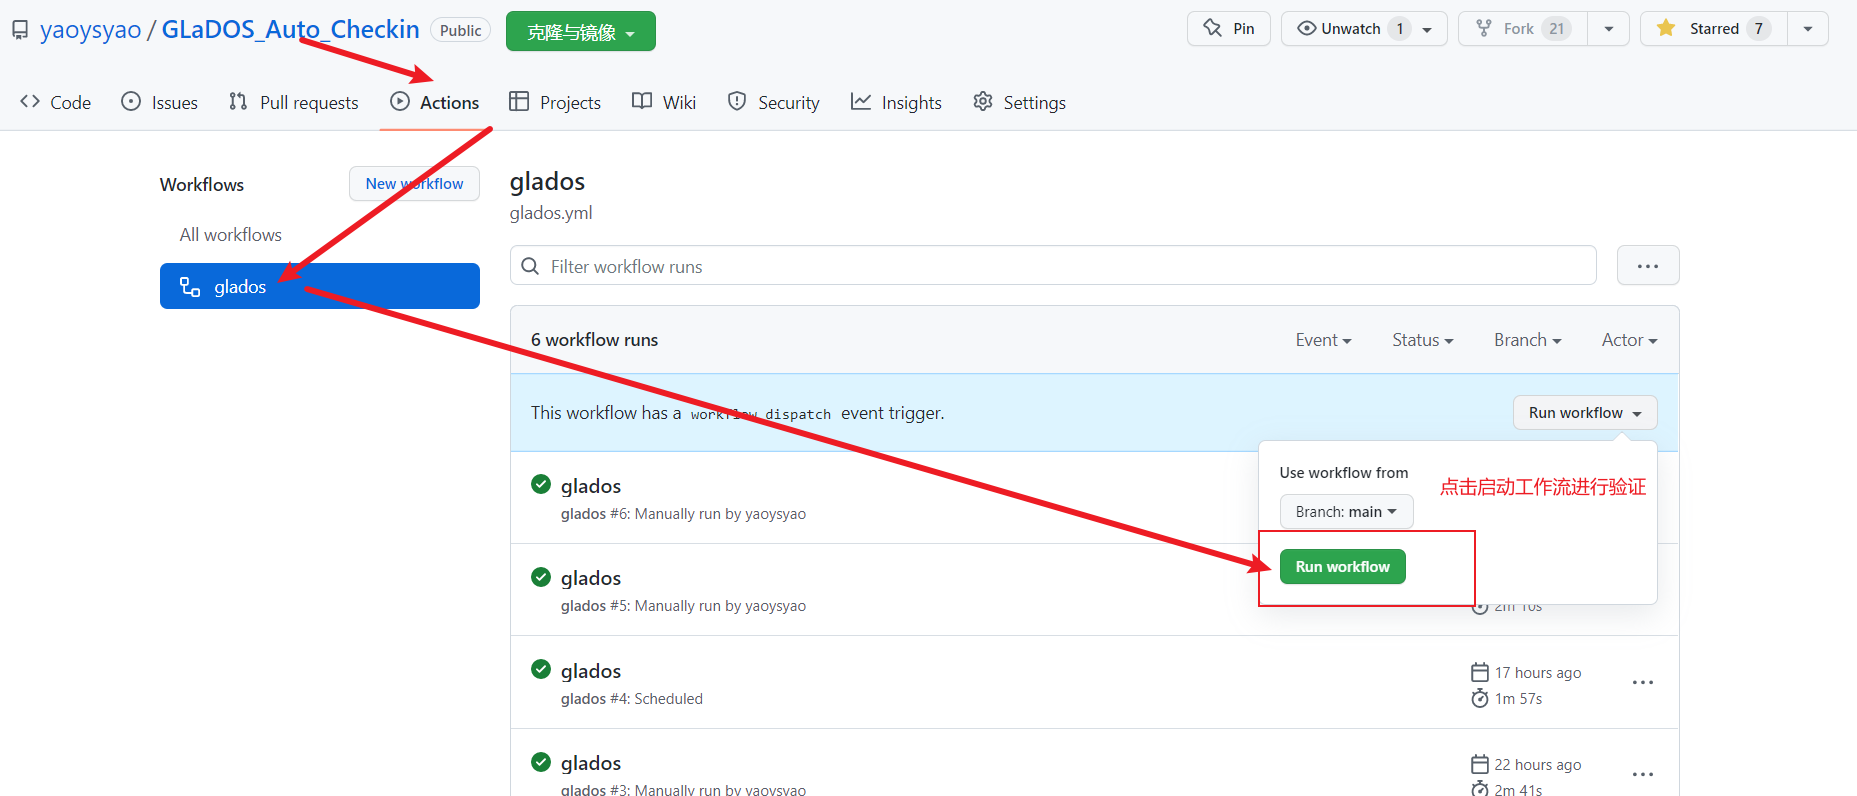 yaoysyao / GLaDOS_Auto_Checkin Public 克隆与镜像 Pin Unwatch 1 Fork 21 Starred 7
Code Issues Pull requests Actions Projects Wiki Security Insights Settings
Workflows New workflow
All workflows
glados
glados
glados.yml
Filter workflow runs
6 workflow runs Event Status Branch Actor
This workflow has a workflow_dispatch event trigger. Run workflow
Use workflow from
点击启动工作流进行验证
Branch: main
Run workflow
glados
glados #6: Manually run by yaoysyao
glados
glados #5: Manually run by yaoysyao
2m 10s
glados
glados #4: Scheduled
17 hours ago
1m 57s
glados
glados #3: Manually run by yaoysyao
22 hours ago
2m 41s